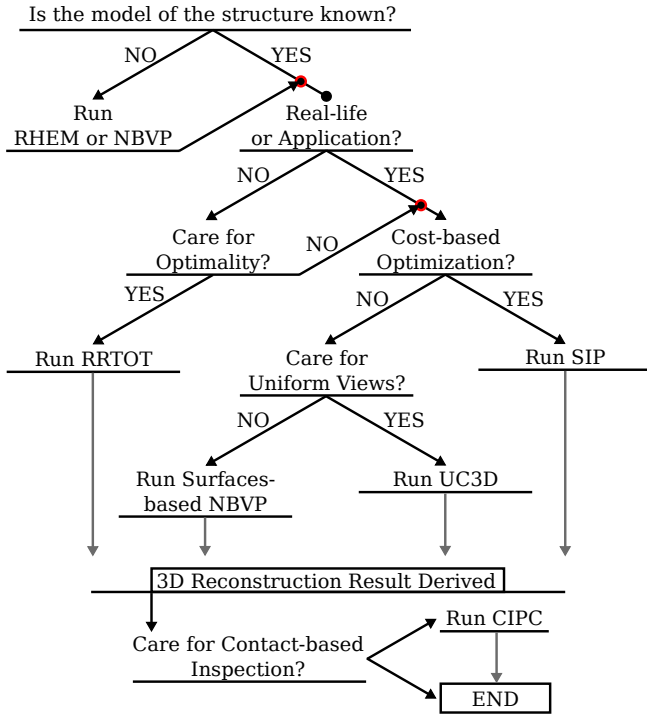 Is the model of the structure known?
NO
YES
Run
RHEM or NBVP
Real-life
or Application?
NO
YES
Care for
Optimality?
NO
Cost-based
Optimization?
YES
NO
YES
Run RRTOT
Care for
Uniform Views?
Run SIP
NO
YES
Run Surfaces-
based NBVP
Run UC3D
3D Reconstruction Result Derived
Care for Contact-based
Inspection?
Run CIPC
END